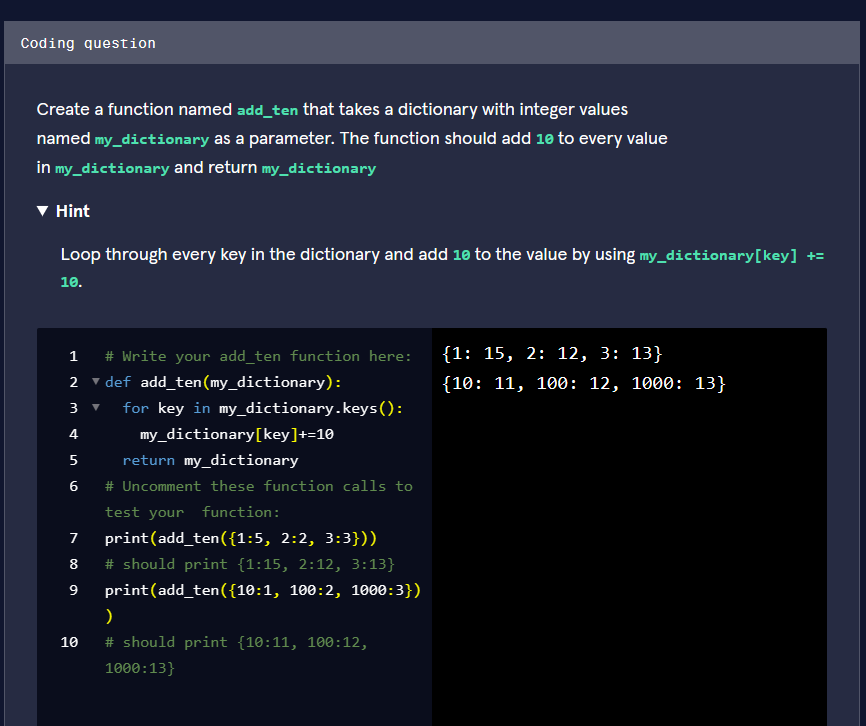 Coding question
Create a function named add_ten that takes a dictionary with integer values
named my_dictionary as a parameter. The function should add 10 to every value
in my_dictionary and return my_dictionary
▼ Hint
Loop through every key in the dictionary and add 10 to the value by using my_dictionary[key] +=
10.
1 # Write your add_ten function here:
2 ▼ def add_ten(my_dictionary):
3 ▼   for key in my_dictionary.keys():
4     my_dictionary[key]+=10
5   return my_dictionary
6 # Uncomment these function calls to
test your  function:
7 print(add_ten({1:5, 2:2, 3:3}))
8 # should print {1:15, 2:12, 3:13}
9 print(add_ten({10:1, 100:2, 1000:3})
)
10 # should print {10:11, 100:12,
1000:13}
{1: 15, 2: 12, 3: 13}
{10: 11, 100: 12, 1000: 13}